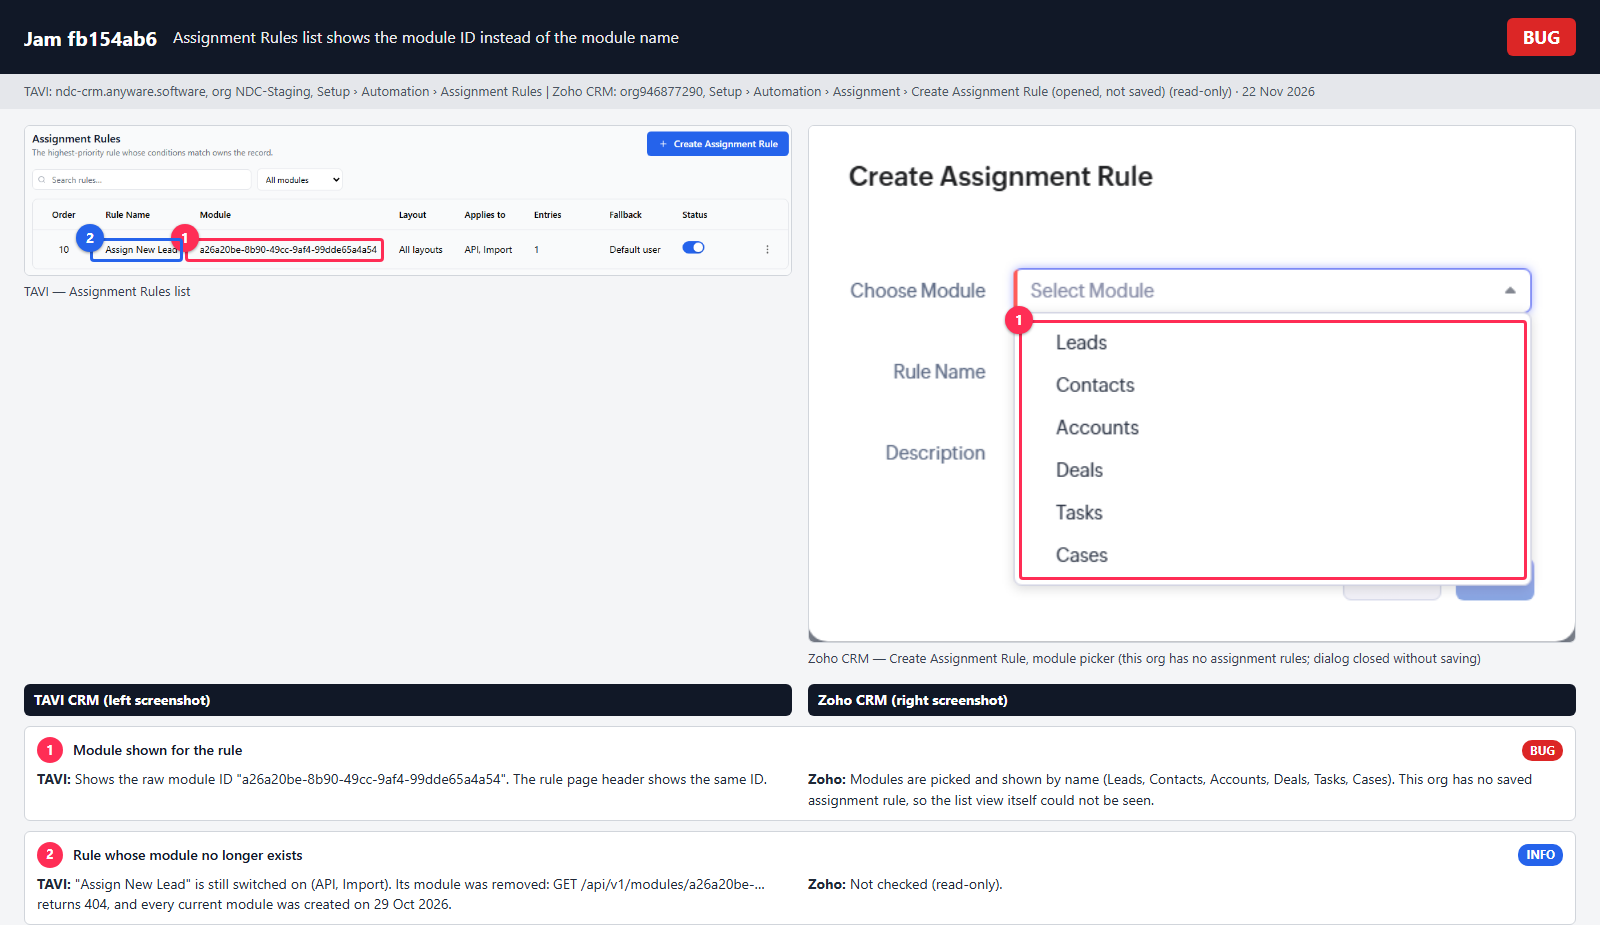 Jam fb154ab6 Assignment Rules list shows the module ID instead of the module name
BUG
TAVI: ndc-crm.anyware.software, org NDC-Staging, Setup › Automation › Assignment Rules | Zoho CRM: org946877290, Setup › Automation › Assignment › Create Assignment Rule (opened, not saved) (read-only) · 22 Nov 2026
Assignment Rules
The highest-priority rule whose conditions match owns the record.
+ Create Assignment Rule
Search rules...
All modules
Order Rule Name Module Layout Applies to Entries Fallback Status
2 1
10 Assign New Lead a26a20be-8b90-49cc-9af4-99dde65a4a54 All layouts API, Import 1 Default user
TAVI — Assignment Rules list
Create Assignment Rule
Choose Module Select Module
1
Leads
Contacts
Rule Name
Accounts
Description
Deals
Tasks
Cases
Zoho CRM — Create Assignment Rule, module picker (this org has no assignment rules; dialog closed without saving)
TAVI CRM (left screenshot)
Zoho CRM (right screenshot)
1 Module shown for the rule
BUG
TAVI: Shows the raw module ID "a26a20be-8b90-49cc-9af4-99dde65a4a54". The rule page header shows the same ID.
Zoho: Modules are picked and shown by name (Leads, Contacts, Accounts, Deals, Tasks, Cases). This org has no saved
assignment rule, so the list view itself could not be seen.
2 Rule whose module no longer exists
INFO
TAVI: "Assign New Lead" is still switched on (API, Import). Its module was removed: GET /api/v1/modules/a26a20be-...
returns 404, and every current module was created on 29 Oct 2026.
Zoho: Not checked (read-only).